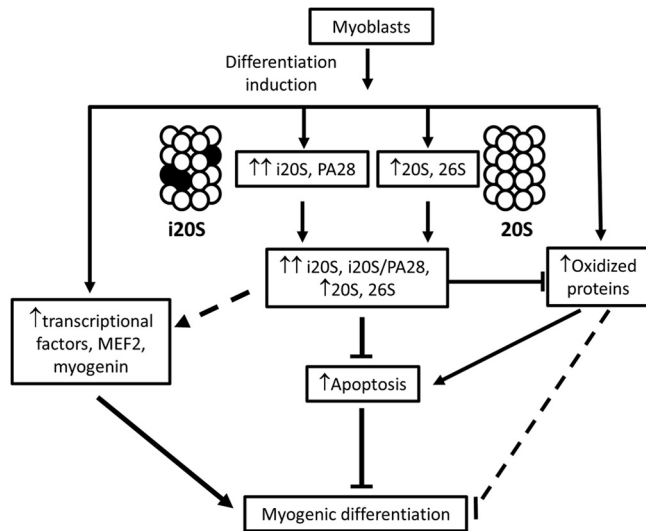 Myoblasts
Differentiation
induction
↑↑ i20S, PA28
↑20S, 26S
i20S
20S
↑↑ i20S, i20S/PA28,
↑20S, 26S
↑Oxidized
proteins
↑transcriptional
factors, MEF2,
myogenin
↑Apoptosis
Myogenic differentiation